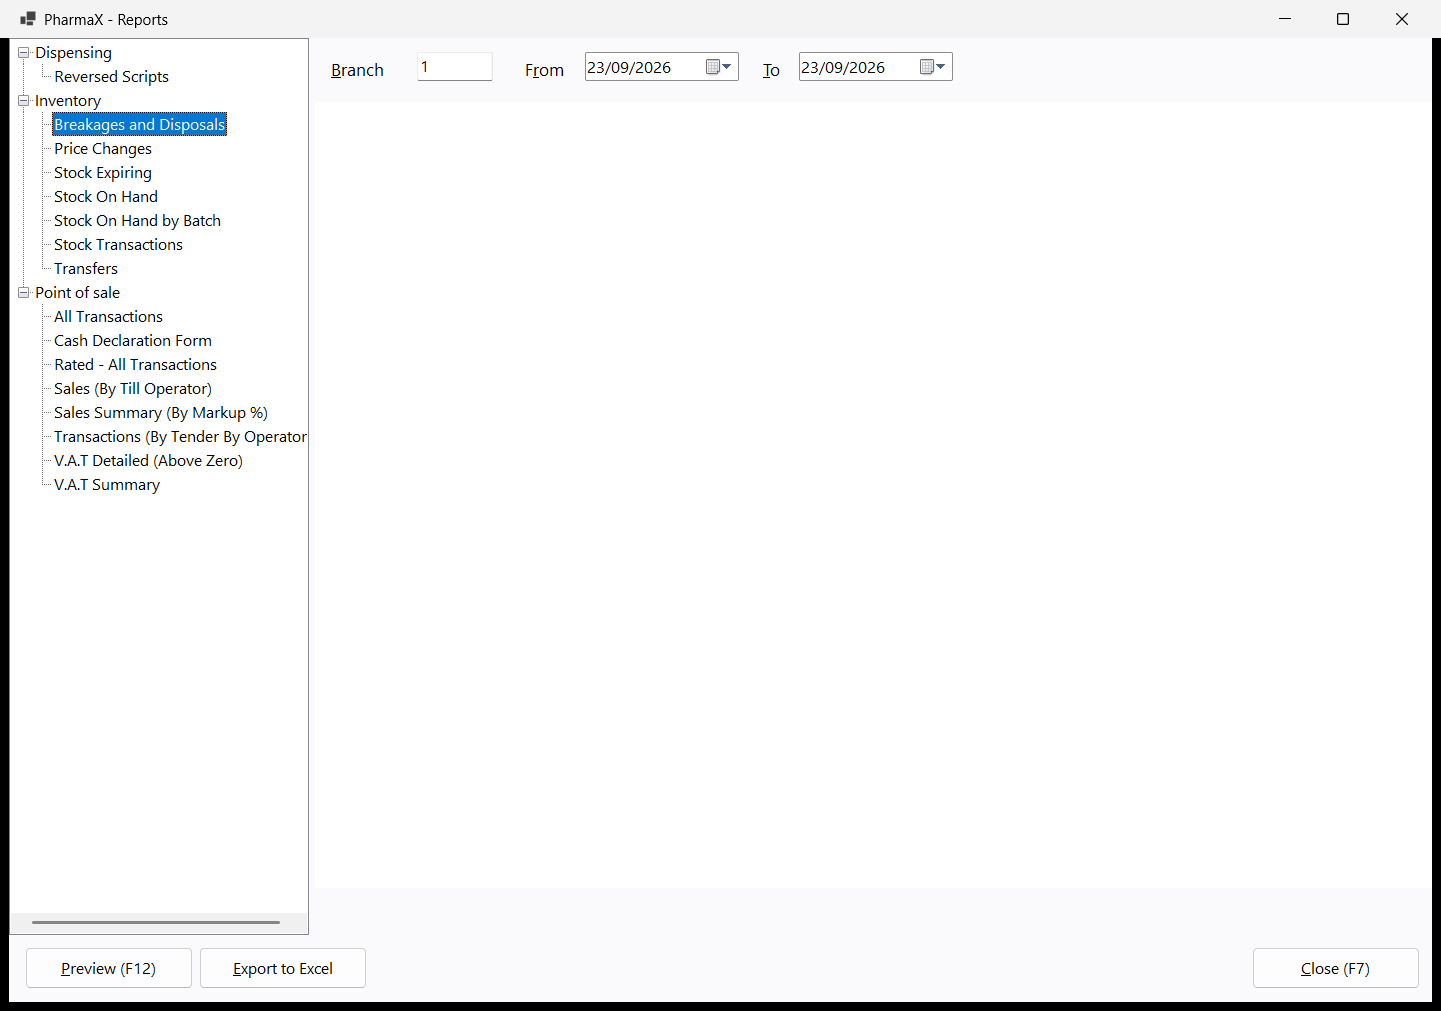 PharmaX - Reports
Dispensing
Reversed Scripts
Inventory
Breakages and Disposals
Price Changes
Stock Expiring
Stock On Hand
Stock On Hand by Batch
Stock Transactions
Transfers
Point of sale
All Transactions
Cash Declaration Form
Rated - All Transactions
Sales (By Till Operator)
Sales Summary (By Markup %)
Transactions (By Tender By Operator
V.A.T Detailed (Above Zero)
V.A.T Summary
Branch 1 From 23/09/2026 To 23/09/2026
Preview (F12) Export to Excel Close (F7)